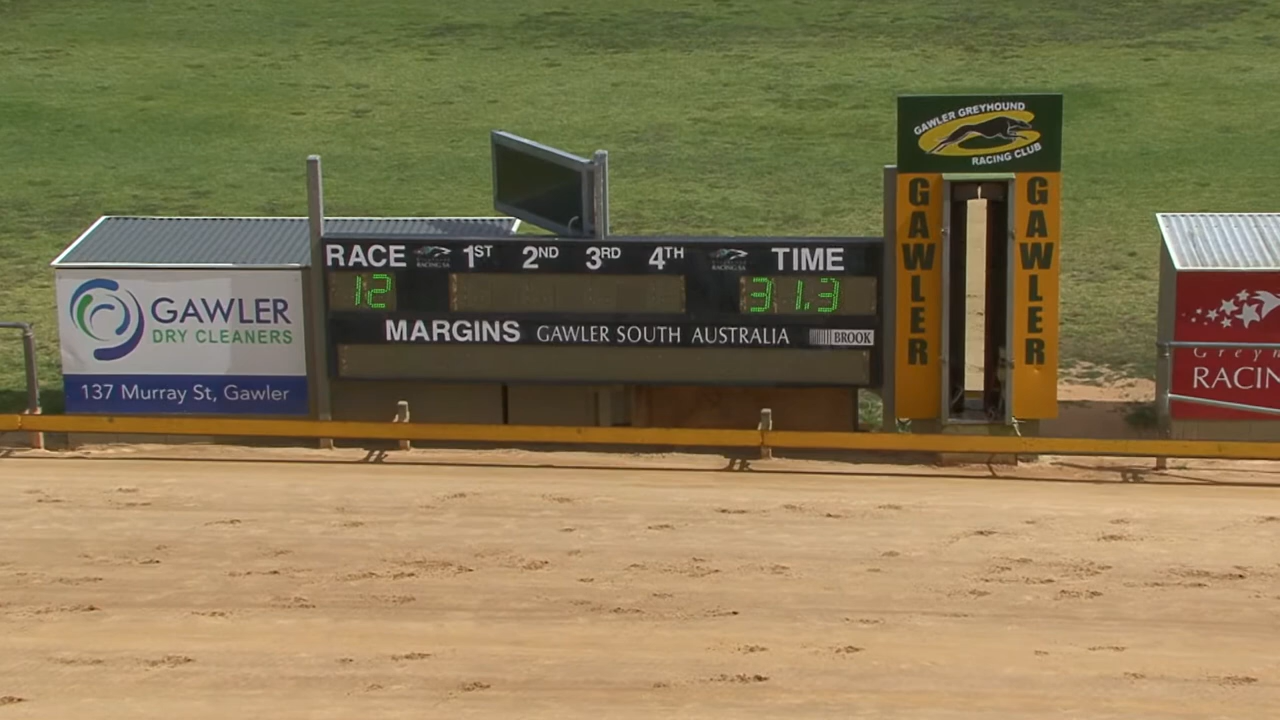 GAWLER GREYHOUND
RACING CLUB
GAWLER
GAWLER
RACE 1ST 2ND 3RD 4TH TIME
12 31.3
MARGINS GAWLER SOUTH AUSTRALIA BROOK
GAWLER
DRY CLEANERS
137 Murray St, Gawler
Greyh
RACIN